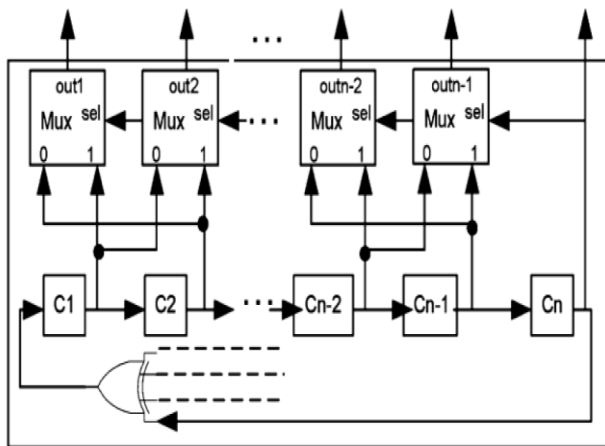 ...
out1 out2 outn-2 outn-1
Mux sel Mux sel ... Mux sel Mux sel
0 1 0 1 0 1 0 1
C1 C2 ... Cn-2 Cn-1 Cn